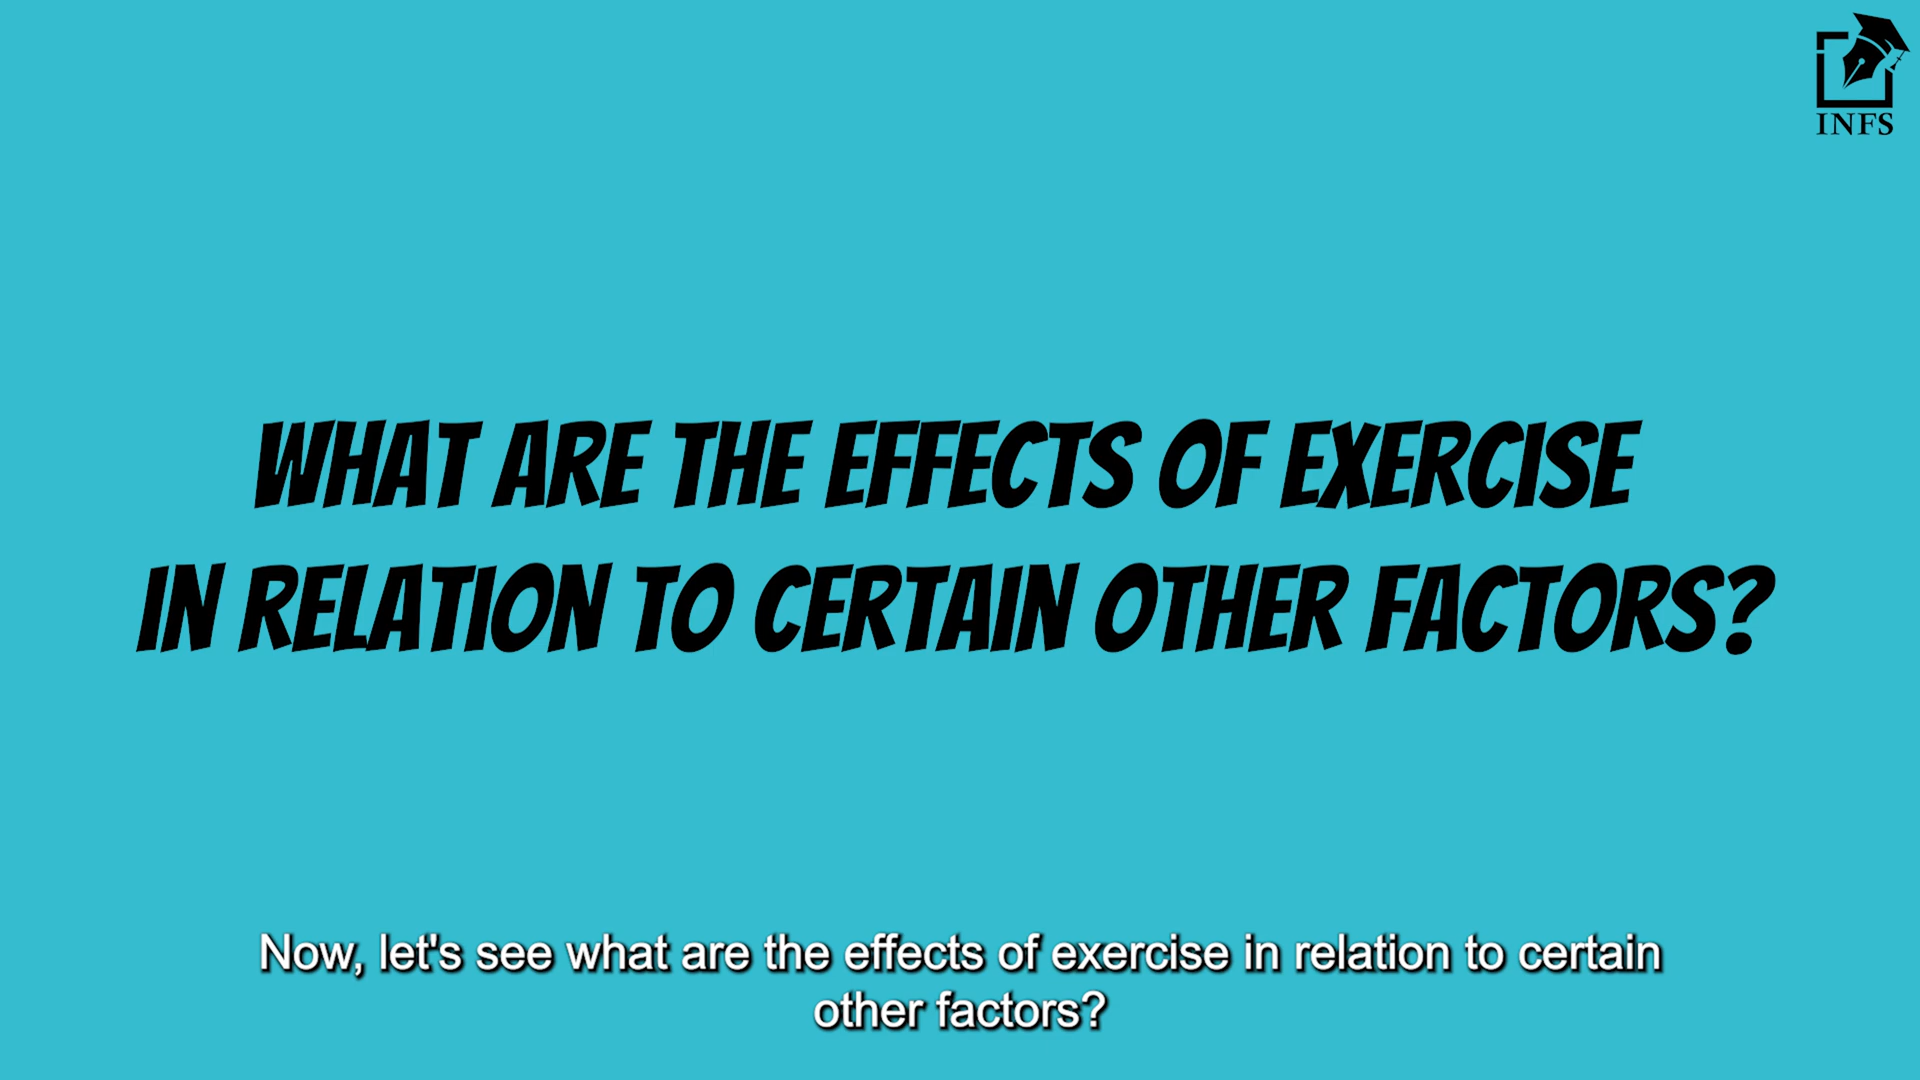 INFS
WHAT ARE THE EFFECTS OF EXERCISE
IN RELATION TO CERTAIN OTHER FACTORS?
Now, let's see what are the effects of exercise in relation to certain
other factors?